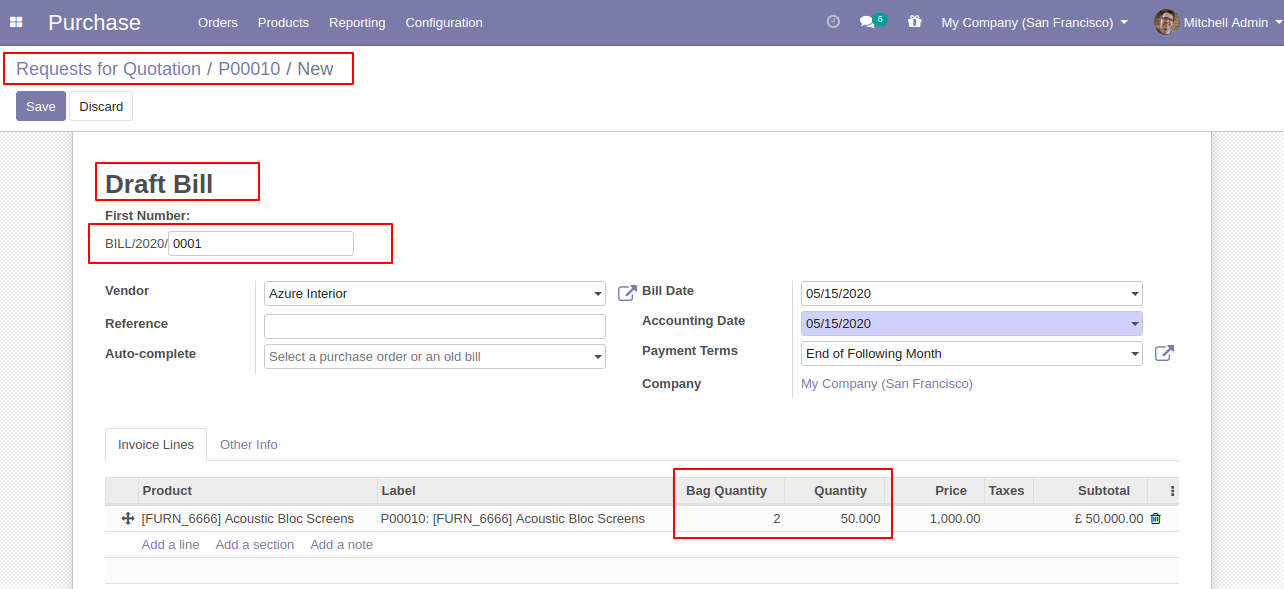 Purchase Orders Products Reporting Configuration 6 My Company (San Francisco) Mitchell Admin
Requests for Quotation / P00010 / New
Save Discard
Draft Bill
First Number:
BILL/2020/ 0001
Vendor Azure Interior Bill Date 05/15/2020
Reference Accounting Date 05/15/2020
Auto-complete Select a purchase order or an old bill Payment Terms End of Following Month
Company My Company (San Francisco)
Invoice Lines Other Info
Product Label Bag Quantity Quantity Price Taxes Subtotal
[FURN_6666] Acoustic Bloc Screens P00010: [FURN_6666] Acoustic Bloc Screens 2 50.000 1,000.00 £ 50,000.00
Add a line Add a section Add a note